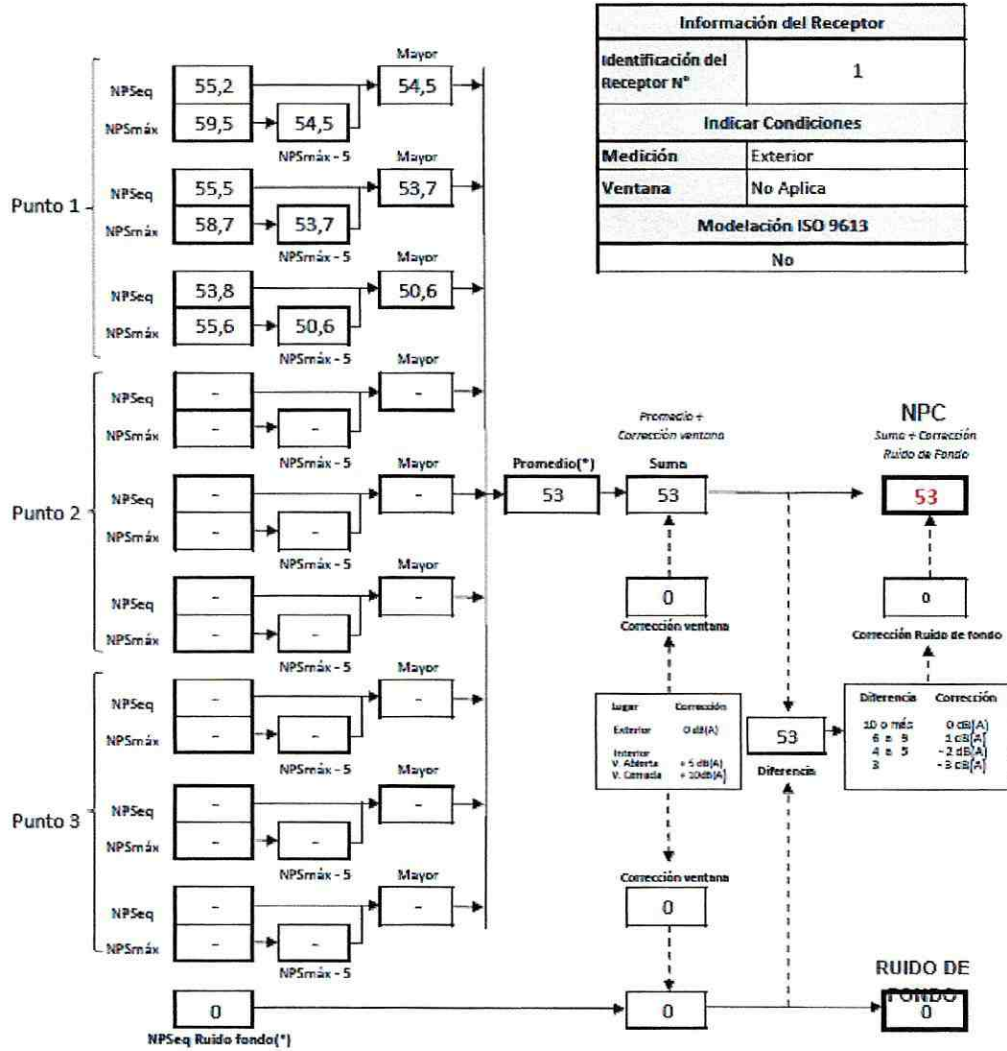 Información del Receptor
Identificación del Receptor N° 1
Indicar Condiciones
Medición Exterior
Ventana No Aplica
Modelación ISO 9613
No
Punto 1
Mayor
NPSeq 55,2 54,5
NPSmáx 59,5 54,5
NPSmáx - 5
Mayor
NPSeq 55,5 53,7
NPSmáx 58,7 53,7
NPSmáx - 5
Mayor
NPSeq 53,8 50,6
NPSmáx 55,6 50,6
NPSmáx - 5
Punto 2
Mayor
NPSeq - -
NPSmáx - -
NPSmáx - 5
Mayor
NPSeq - -
NPSmáx - -
NPSmáx - 5
Mayor
NPSeq - -
NPSmáx - -
NPSmáx - 5
Punto 3
Mayor
NPSeq - -
NPSmáx - -
NPSmáx - 5
Mayor
NPSeq - -
NPSmáx - -
NPSmáx - 5
Mayor
NPSeq - -
NPSmáx - -
NPSmáx - 5
0
NPSeq Ruido fondo(*)
Promedio(*)
53
Promedio +
Corrección ventana
Suma
53
0
Corrección ventana
NPC
Suma + Corrección
Ruido de Fondo
53
0
Corrección Ruido de fondo
Lugar Corrección
Exterior 0 dB(A)
Interior
V. Abierta + 5 dB(A)
V. Cerrada + 10dB(A)
53
Diferencia
Diferencia Corrección
10 o más 0 dB(A)
6 a 9 1 dB(A)
4 a 5 - 2 dB(A)
3 - 3 dB(A)
Corrección ventana
0
0
RUIDO DE
FONDO
0